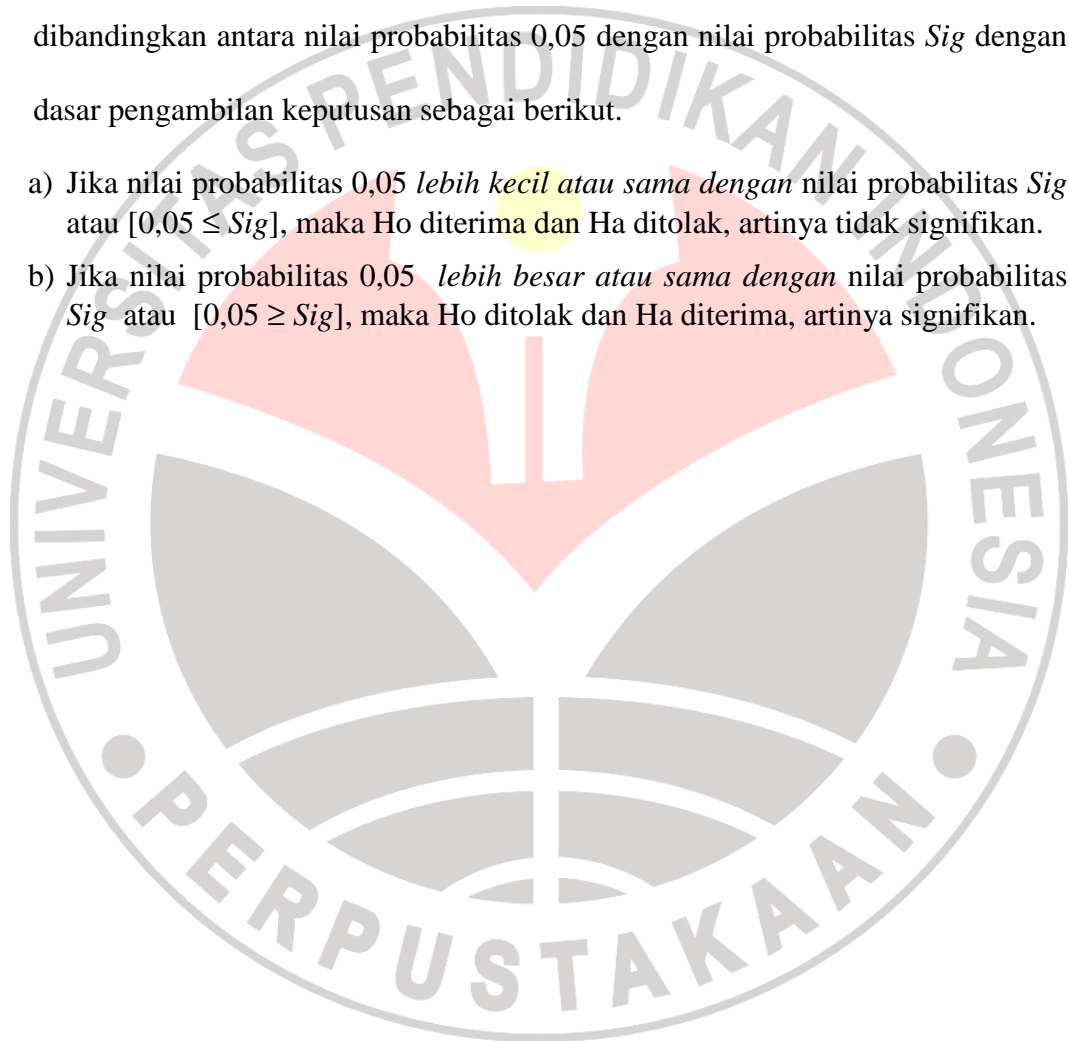 dibandingkan antara nilai probabilitas 0,05 dengan nilai probabilitas Sig dengan
dasar pengambilan keputusan sebagai berikut.
a) Jika nilai probabilitas 0,05 lebih kecil atau sama dengan nilai probabilitas Sig
atau [0,05 ≤ Sig], maka Ho diterima dan Ha ditolak, artinya tidak signifikan.
b) Jika nilai probabilitas 0,05 lebih besar atau sama dengan nilai probabilitas
Sig atau [0,05 ≥ Sig], maka Ho ditolak dan Ha diterima, artinya signifikan.
UNIVERSITAS PENDIDIKAN INDONESIA
PERPUSTAKAAN